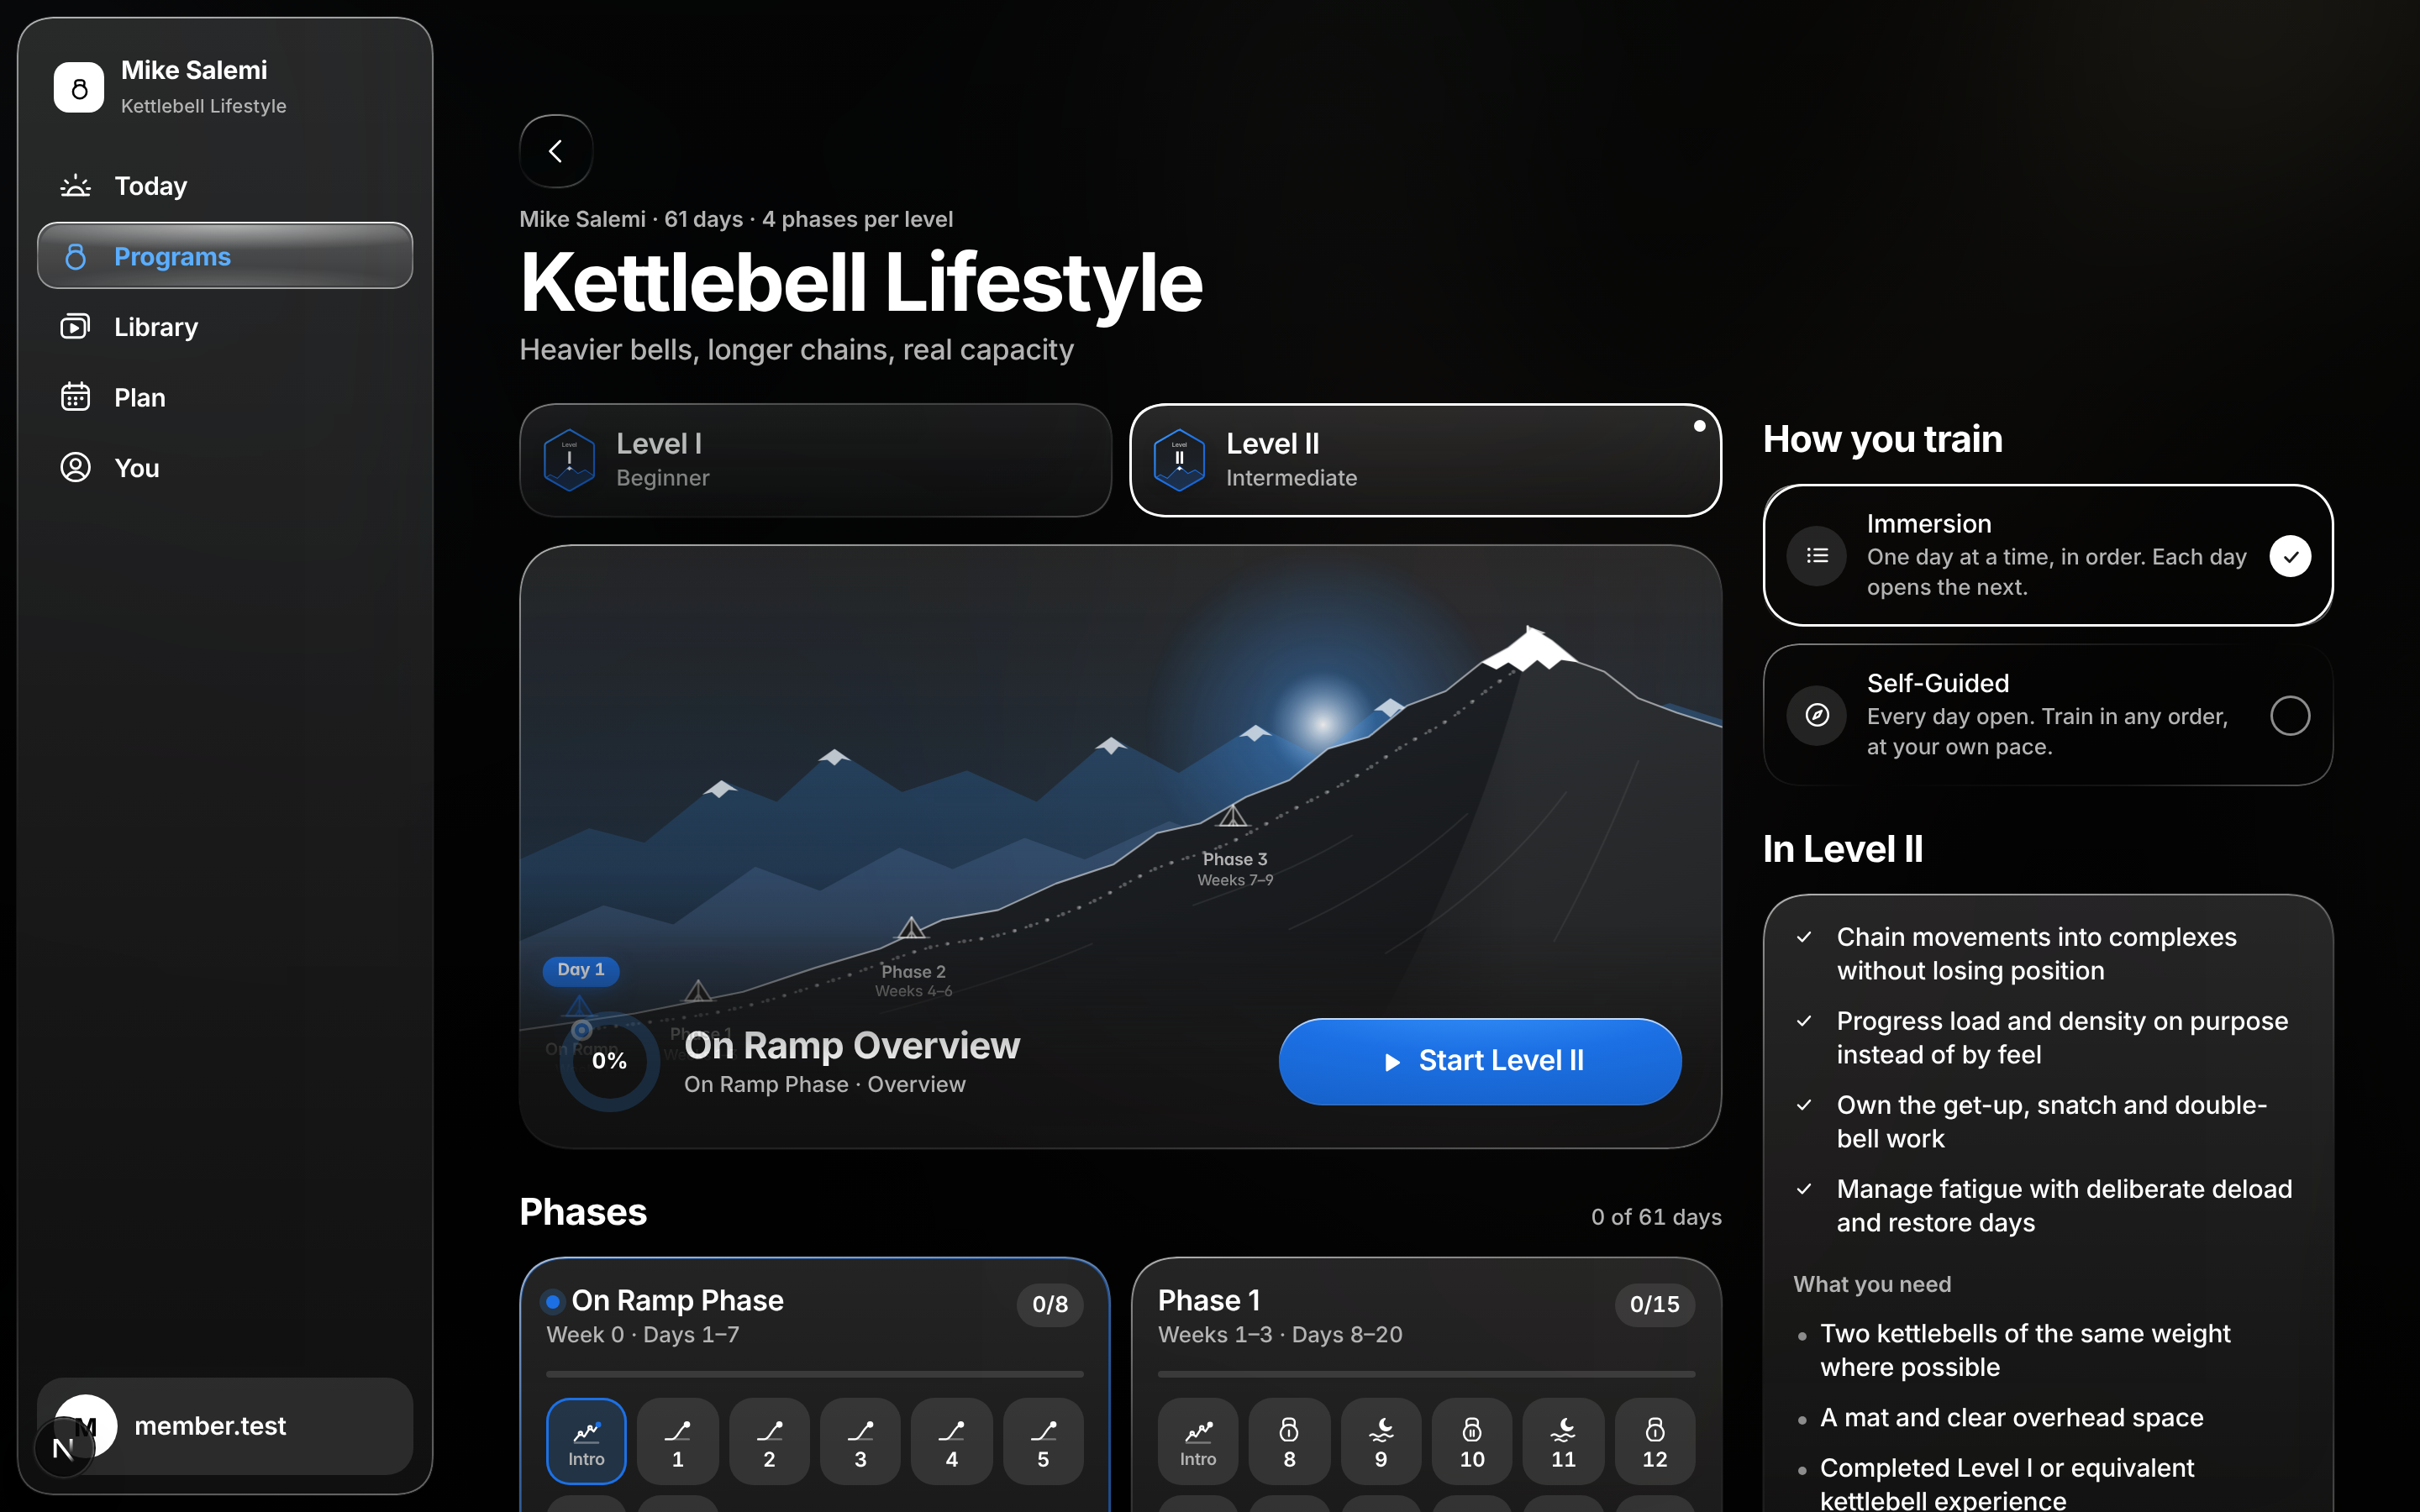 Mike Salemi
Kettlebell Lifestyle
Today
Programs
Library
Plan
You
M
member.test
N
Mike Salemi · 61 days · 4 phases per level
Kettlebell Lifestyle
Heavier bells, longer chains, real capacity
Level
I
Level I
Beginner
Level
II
Level II
Intermediate
Phase 3
Weeks 7–9
Phase 2
Weeks 4–6
Day 1
Phase 1
On Ramp
0%
On Ramp Overview
On Ramp Phase · Overview
Start Level II
Phases
0 of 61 days
On Ramp Phase
0/8
Week 0 · Days 1–7
Intro
1
2
3
4
5
Phase 1
0/15
Weeks 1–3 · Days 8–20
Intro
8
9
10
11
12
How you train
Immersion
One day at a time, in order. Each day
opens the next.
Self-Guided
Every day open. Train in any order,
at your own pace.
In Level II
Chain movements into complexes
without losing position
Progress load and density on purpose
instead of by feel
Own the get-up, snatch and double-
bell work
Manage fatigue with deliberate deload
and restore days
What you need
Two kettlebells of the same weight
where possible
A mat and clear overhead space
Completed Level I or equivalent
kettlebell experience